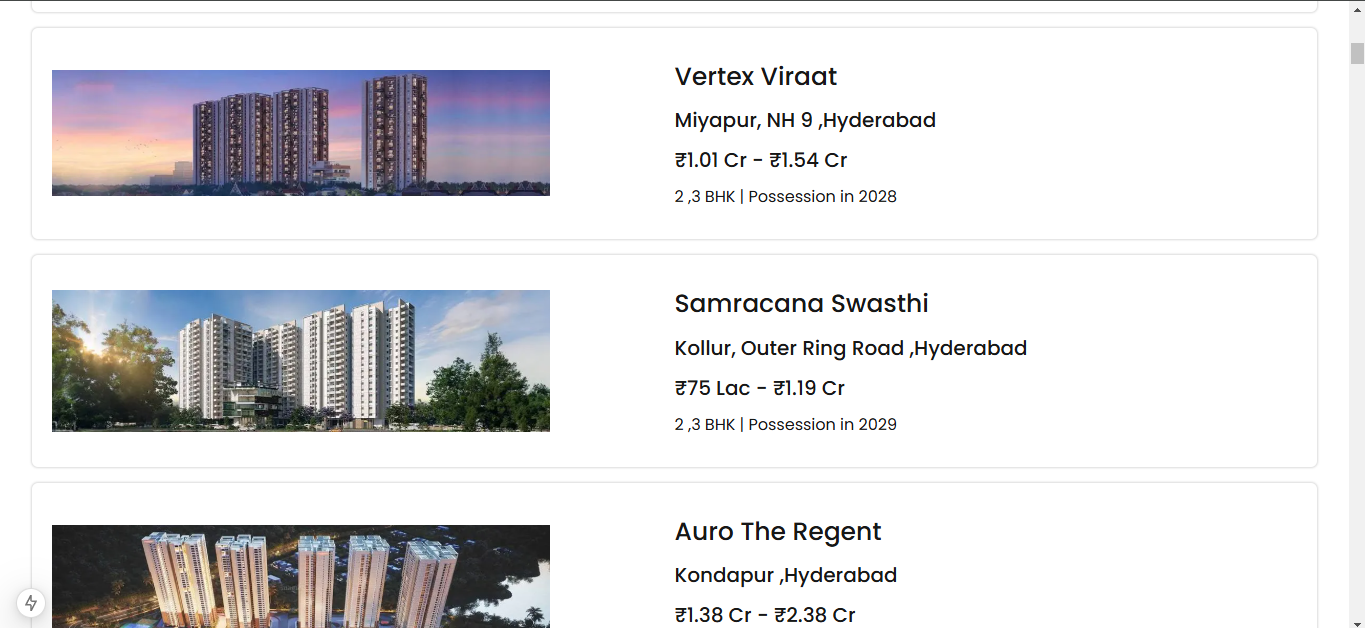 Vertex Viraat
Miyapur, NH 9 ,Hyderabad
₹1.01 Cr - ₹1.54 Cr
2 ,3 BHK | Possession in 2028
Samracana Swasthi
Kollur, Outer Ring Road ,Hyderabad
₹75 Lac - ₹1.19 Cr
2 ,3 BHK | Possession in 2029
Auro The Regent
Kondapur ,Hyderabad
₹1.38 Cr - ₹2.38 Cr